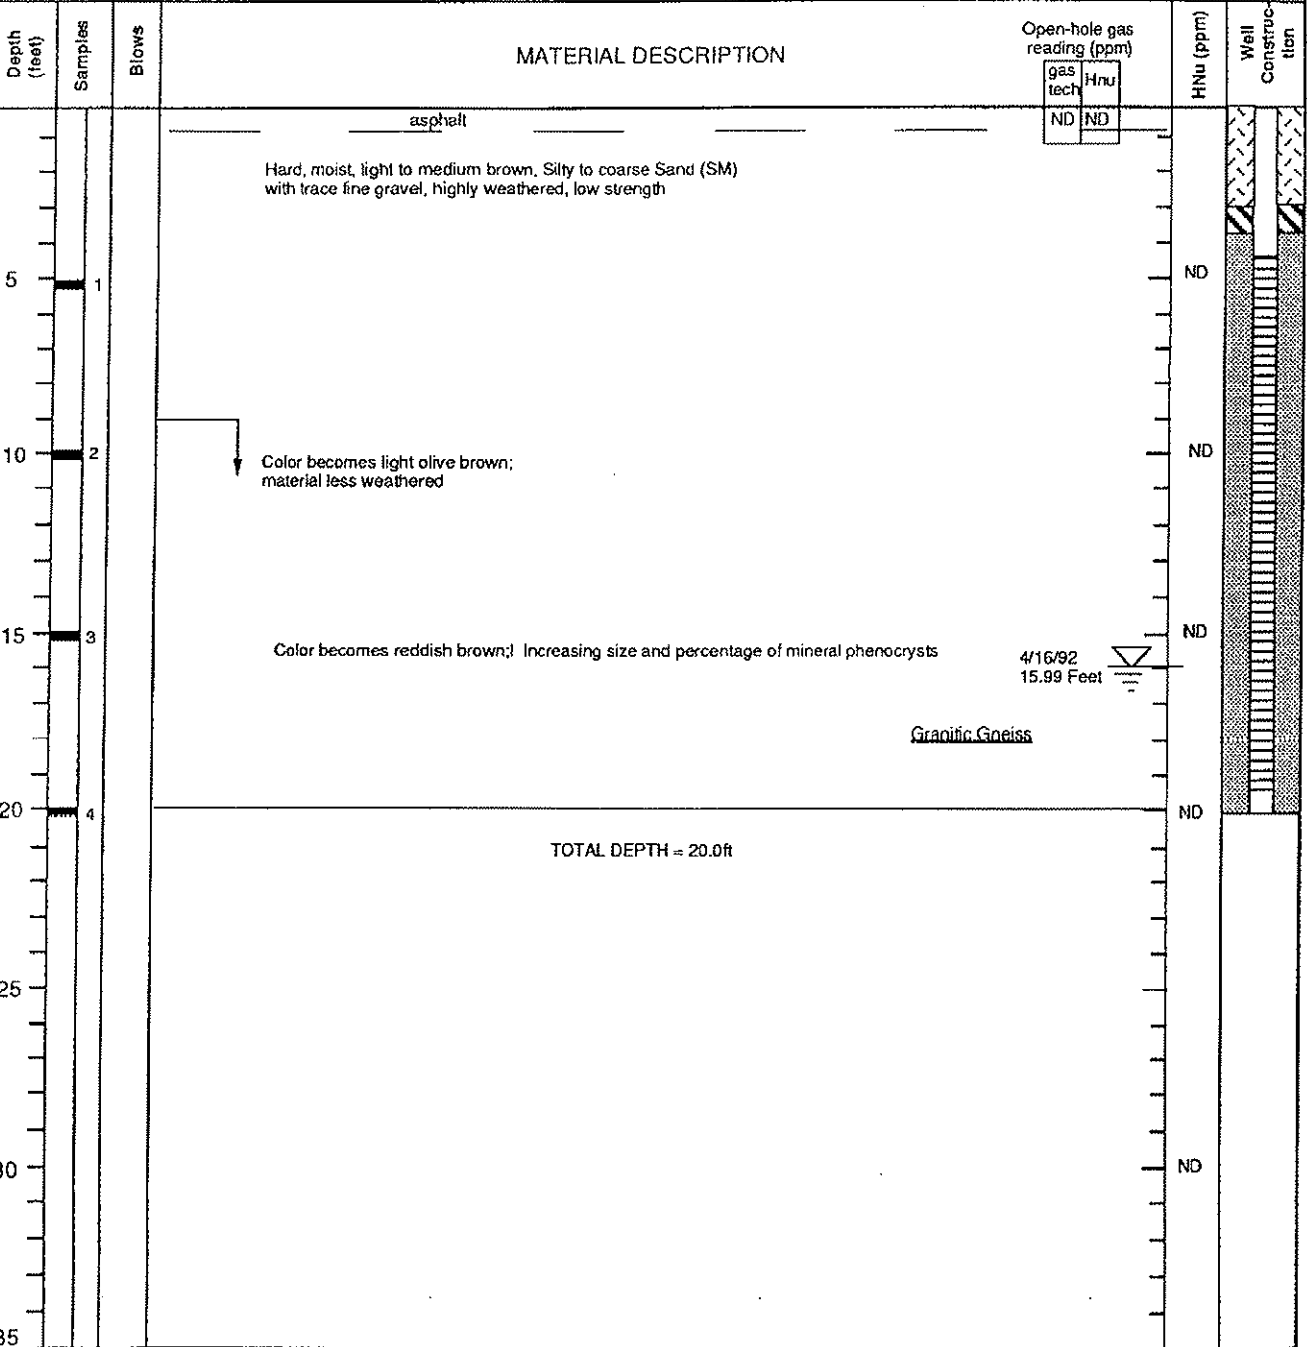 Depth (feet)
Samples
Blows
MATERIAL DESCRIPTION
Open-hole gas
reading (ppm)
gas tech
Hnu
HNu (ppm)
Well Construc-tion
asphalt
ND ND
Hard, moist, light to medium brown, Silty to coarse Sand (SM)
with trace fine gravel, highly weathered, low strength
5 1 ND
10 2 ND
Color becomes light olive brown;
material less weathered
15 3 ND
Color becomes reddish brown;! Increasing size and percentage of mineral phenocrysts
4/16/92
15.99 Feet
Granitic Gneiss
20 4 ND
TOTAL DEPTH = 20.0ft
25
30 ND
35